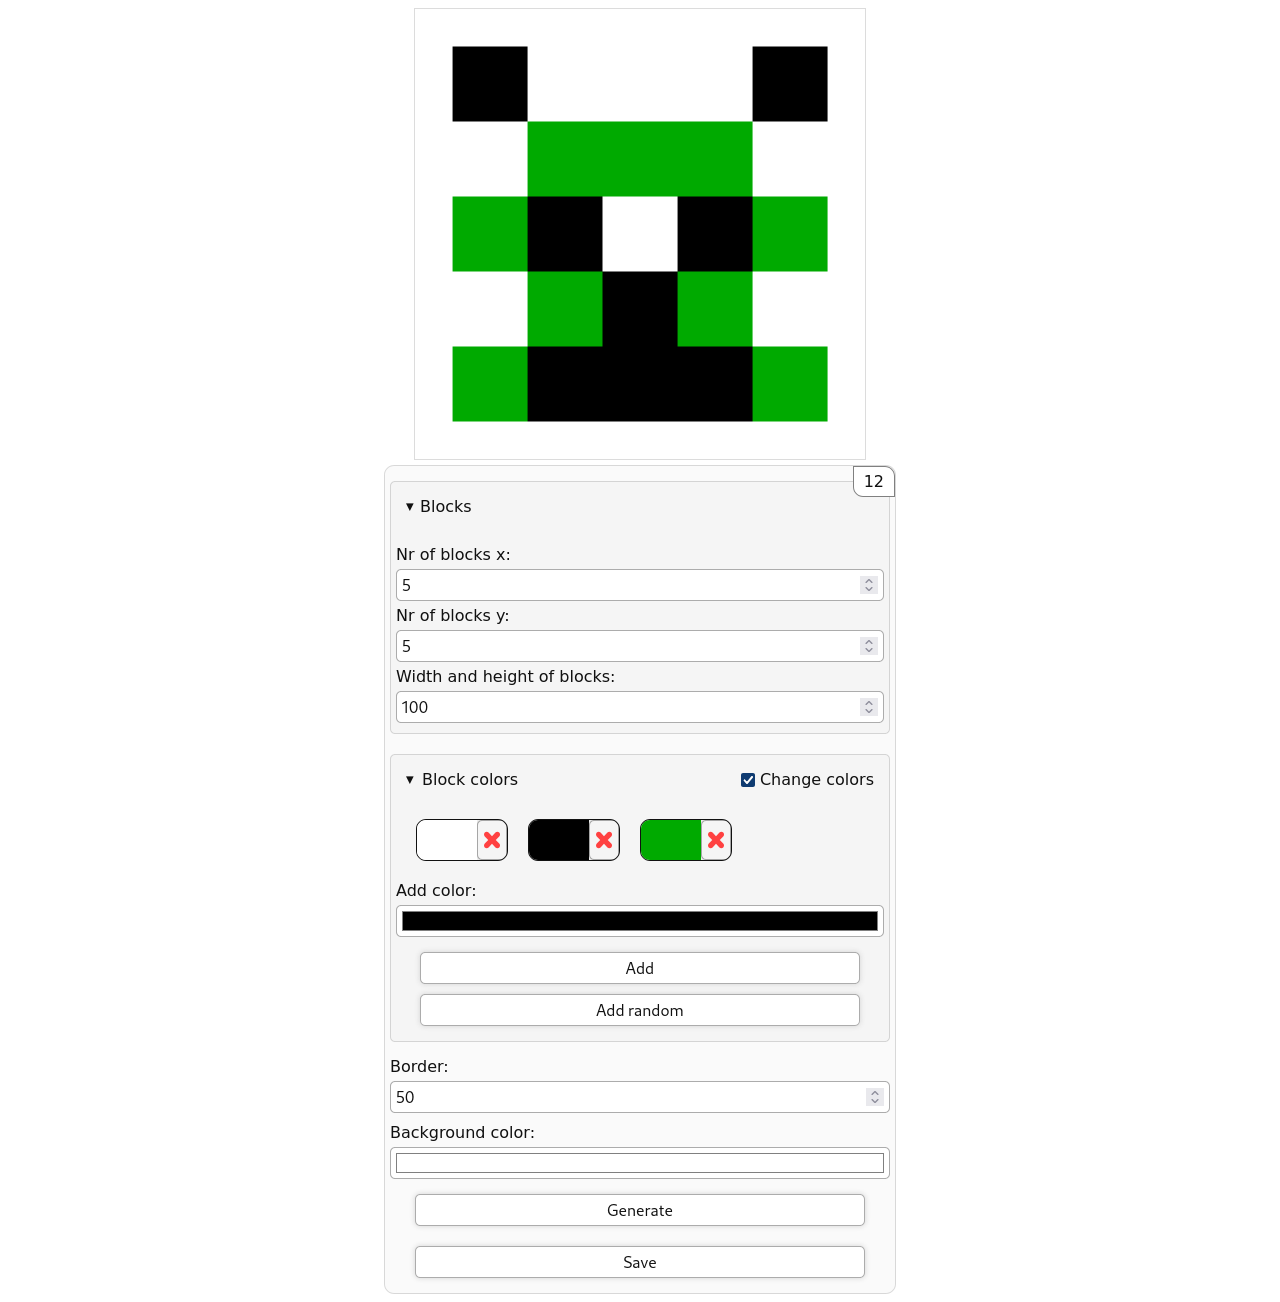 12
▼ Blocks
Nr of blocks x:
5
Nr of blocks y:
5
Width and height of blocks:
100
▼ Block colors Change colors
Add color:
Add
Add random
Border:
50
Background color:
Generate
Save